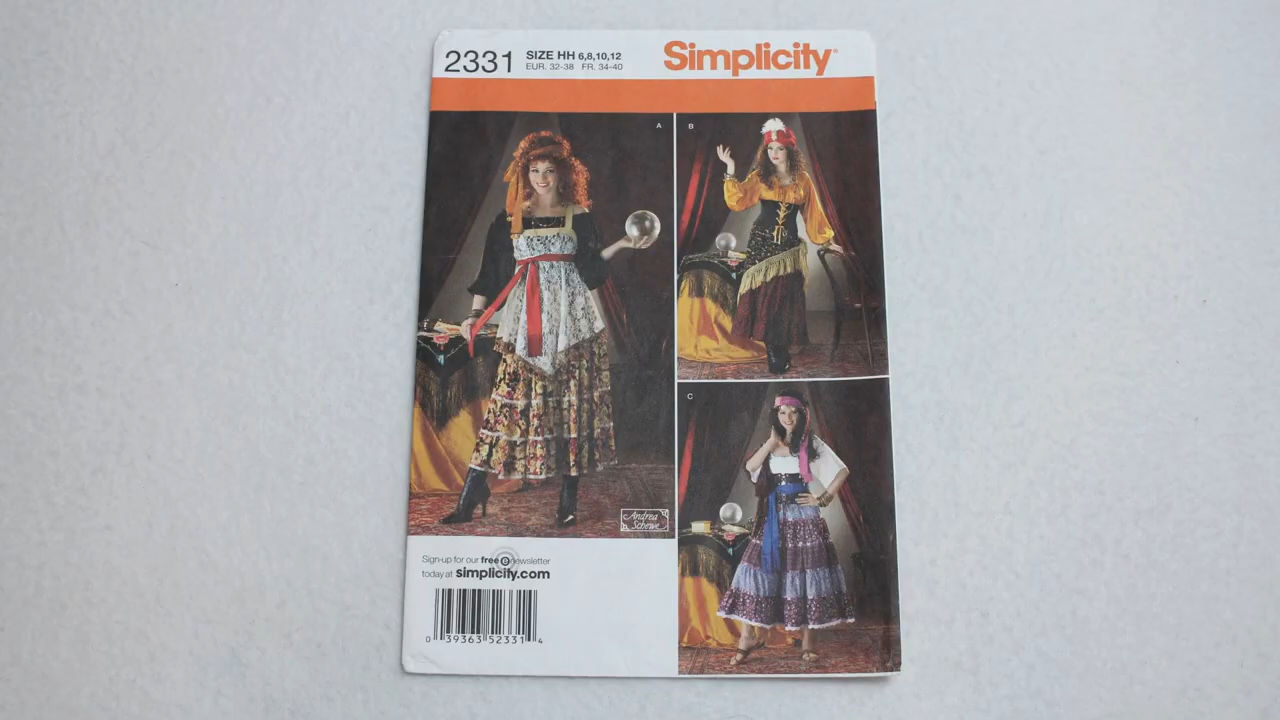 2331 SIZE HH 6,8,10,12 Simplicity
EUR. 32-38 FR. 34-40
A
B
C
Andrea
Schewe
Sign-up for our free e newsletter
today at simplicity.com
0 39363 52331 4